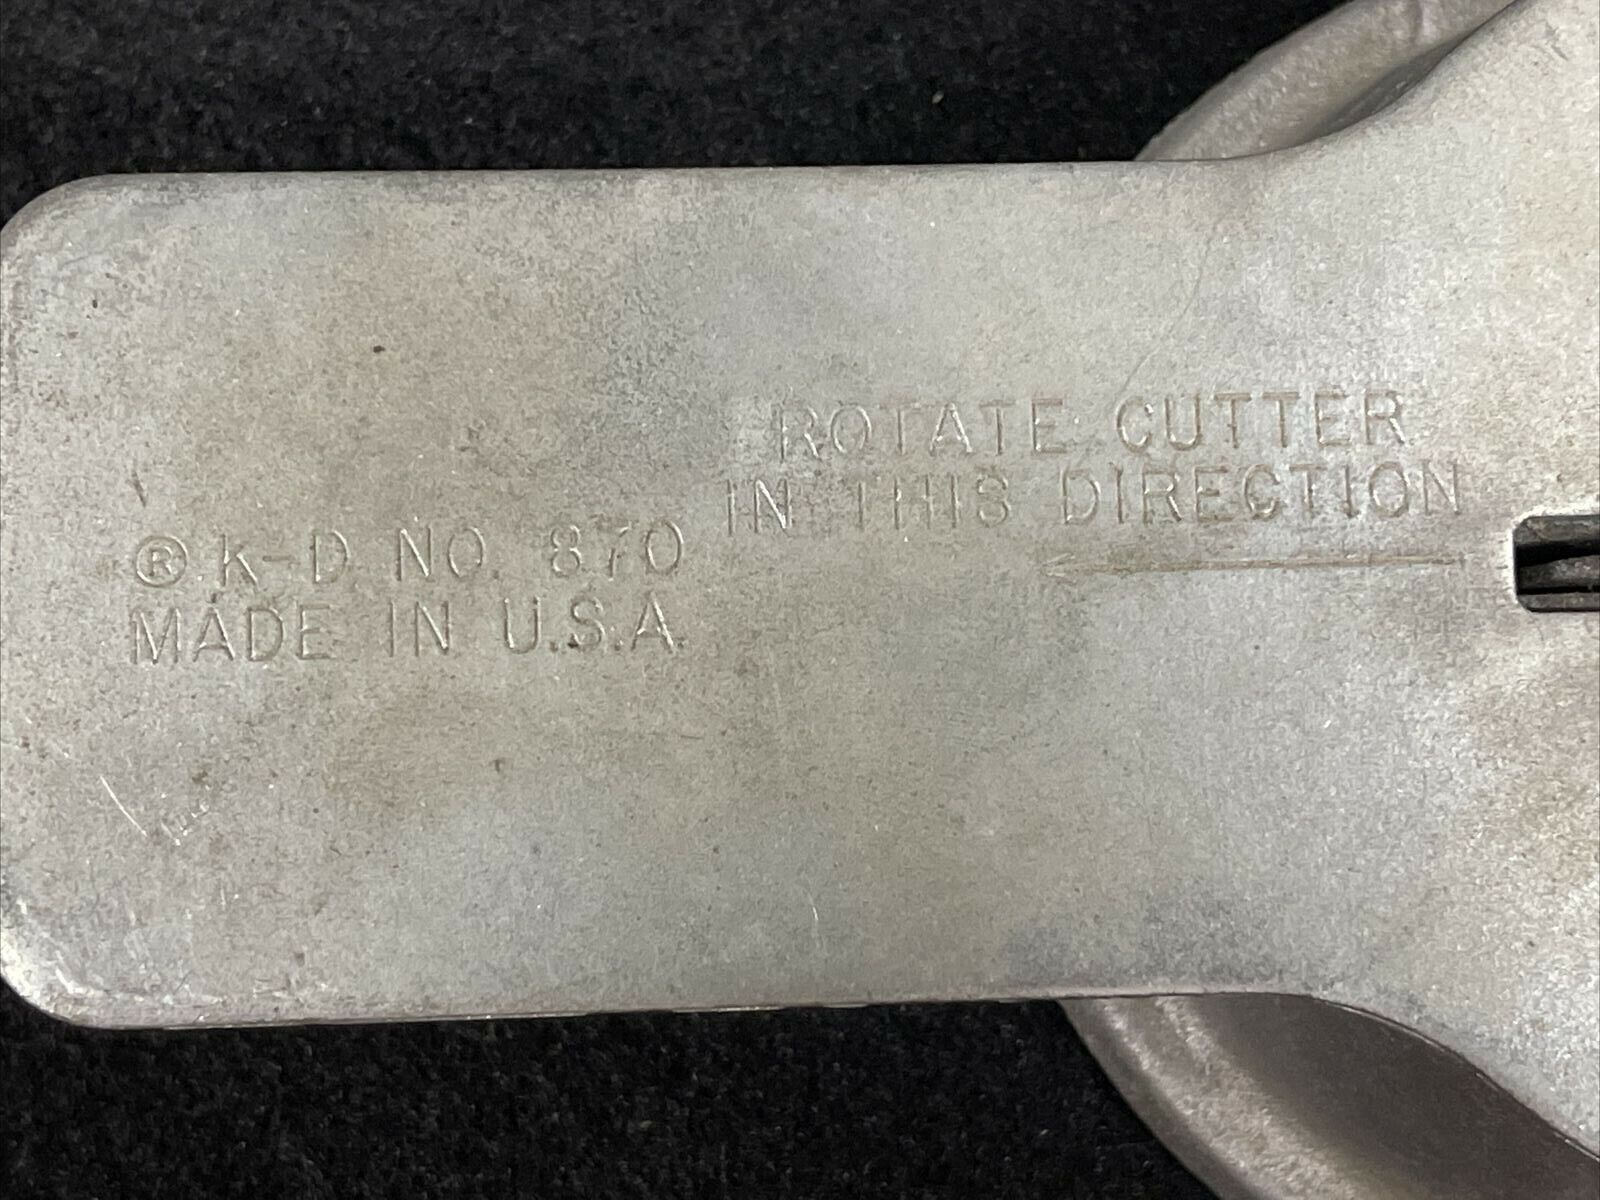 ROTATE CUTTER
IN THIS DIRECTION
® K-D NO. 870
MADE IN U.S.A.